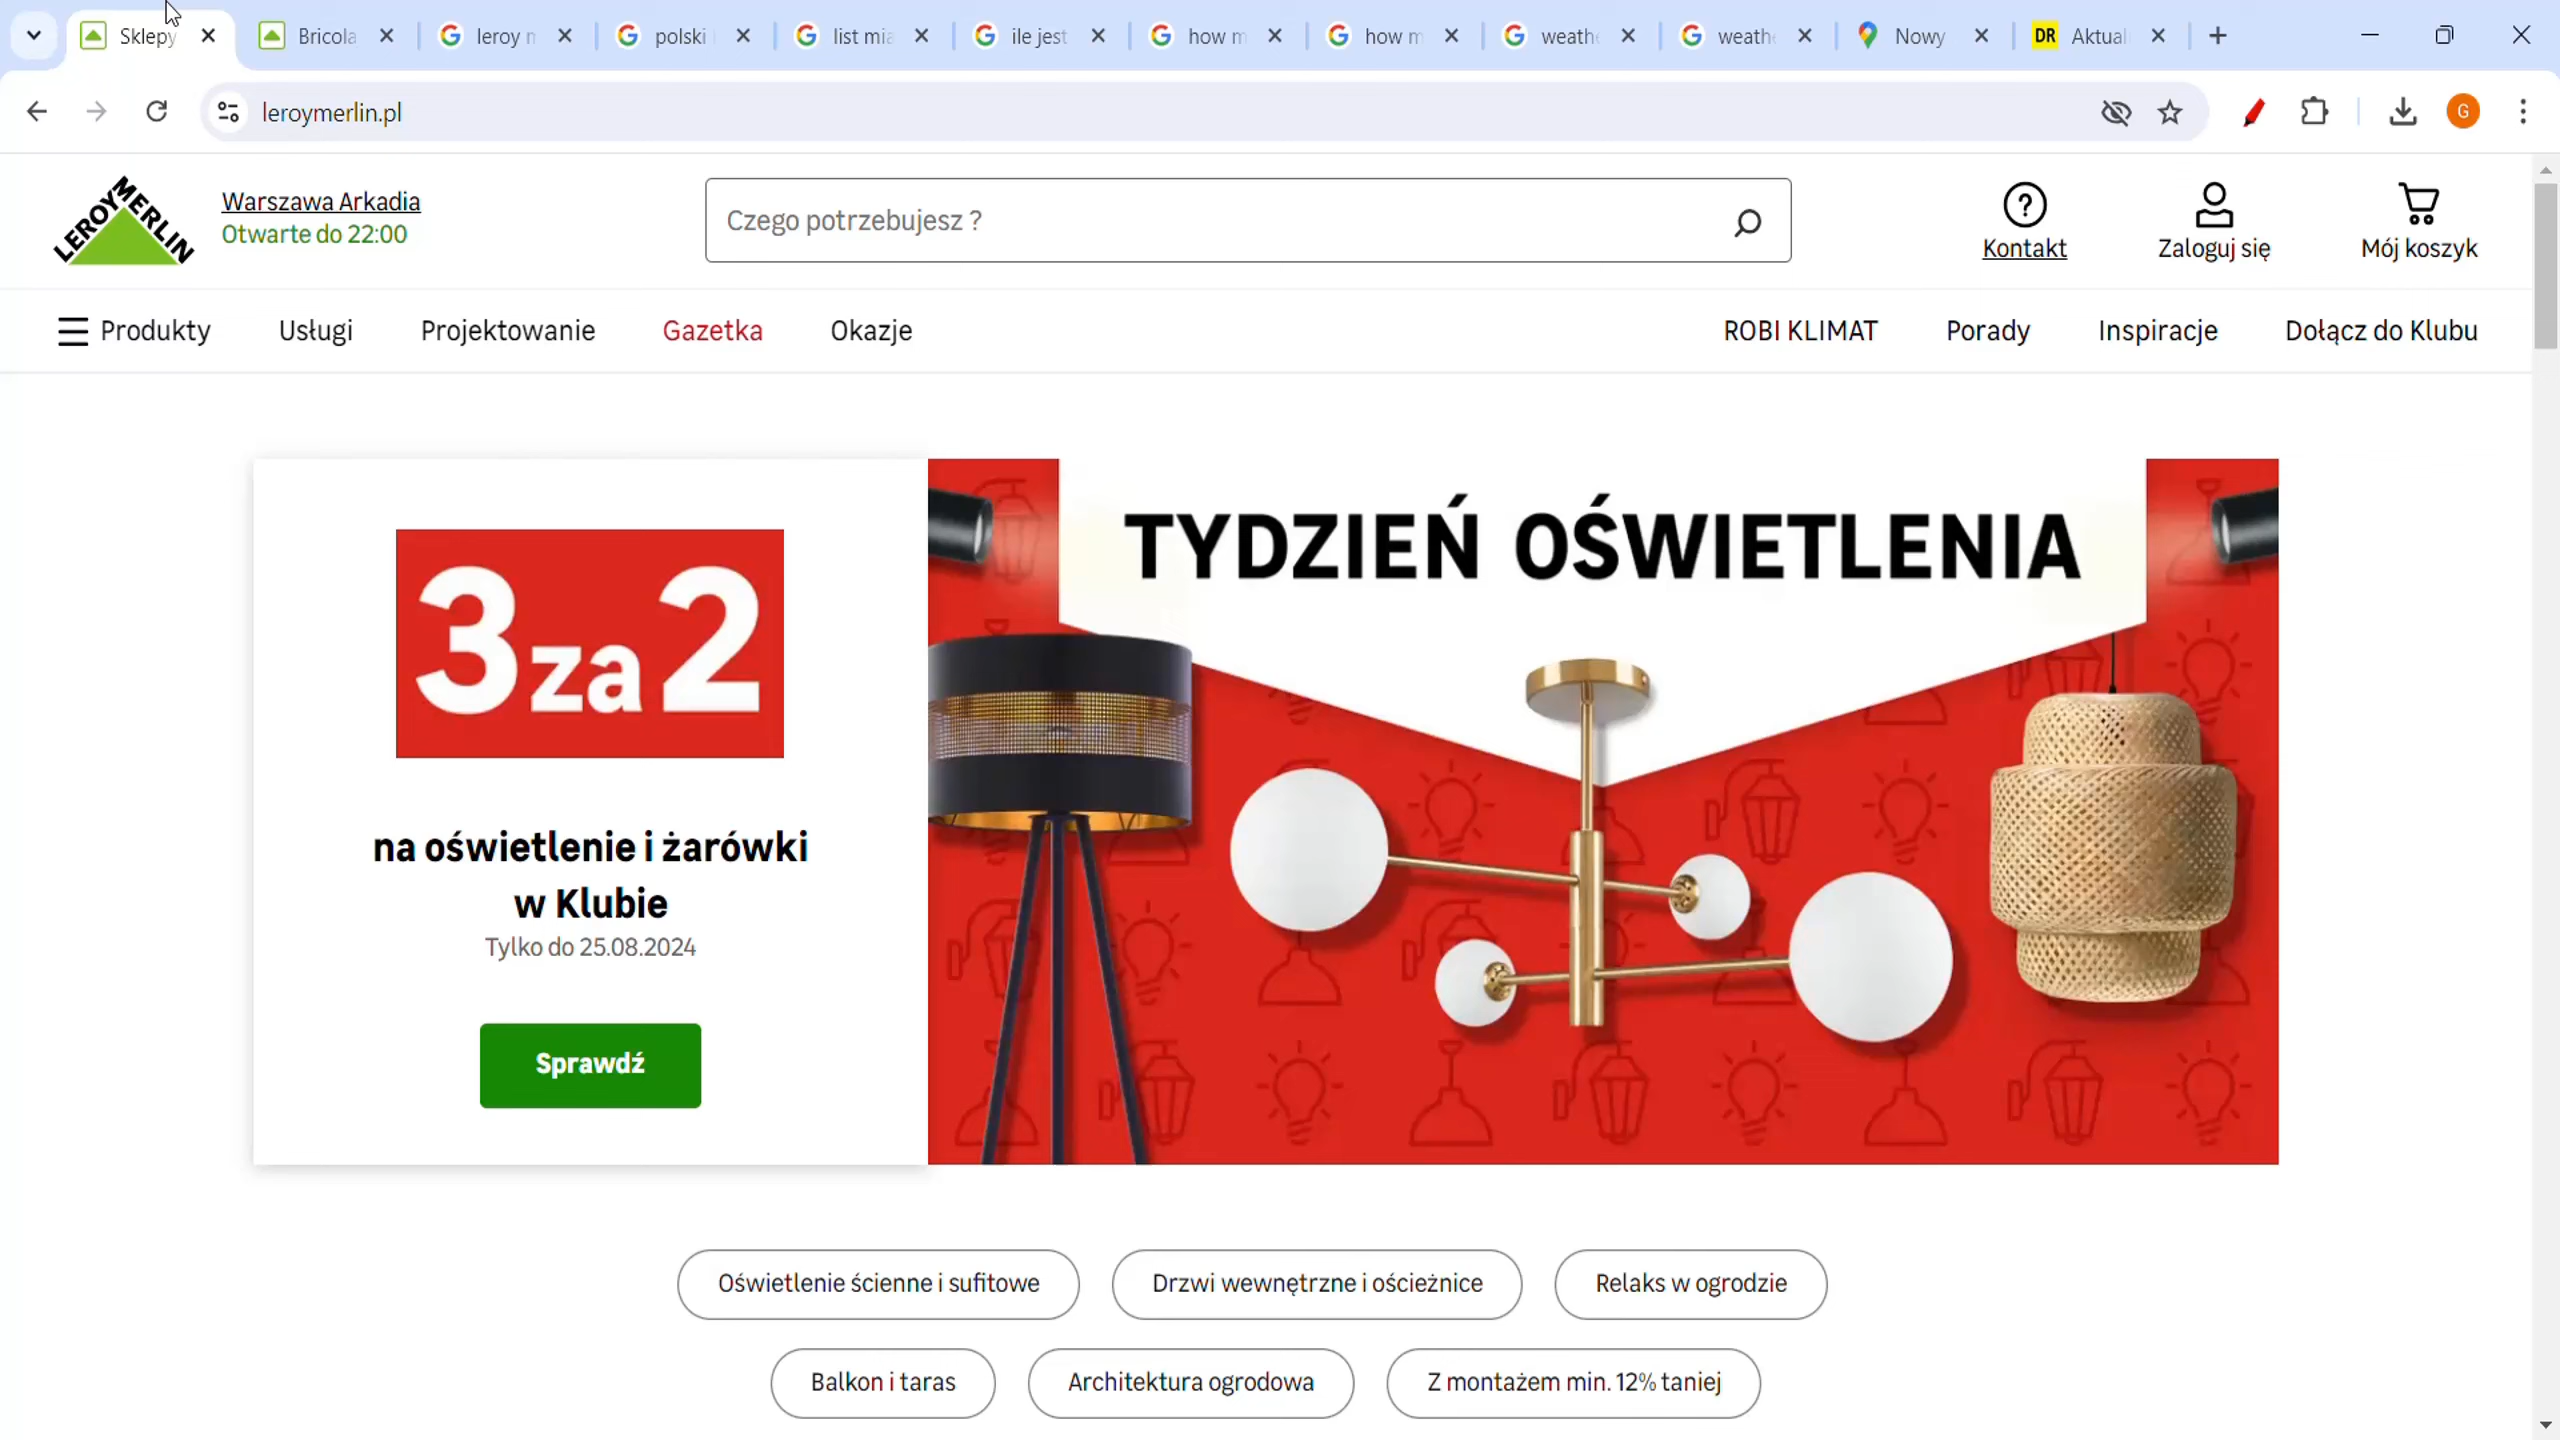 Sklepy
Bricola
leroy m
polski
list mia
ile jest
how m
how m
weath
weath
Nowy
DR Aktual
leroymerlin.pl
G
LEROY MERLIN
Warszawa Arkadia
Otwarte do 22:00
Czego potrzebujesz ?
Kontakt
Zaloguj się
Mój koszyk
Produkty
Usługi
Projektowanie
Gazetka
Okazje
ROBI KLIMAT
Porady
Inspiracje
Dołącz do Klubu
3 za 2
na oświetlenie i żarówki
w Klubie
Tylko do 25.08.2024
Sprawdź
TYDZIEŃ OŚWIETLENIA
Oświetlenie ścienne i sufitowe
Drzwi wewnętrzne i ościeżnice
Relaks w ogrodzie
Balkon i taras
Architektura ogrodowa
Z montażem min. 12% taniej